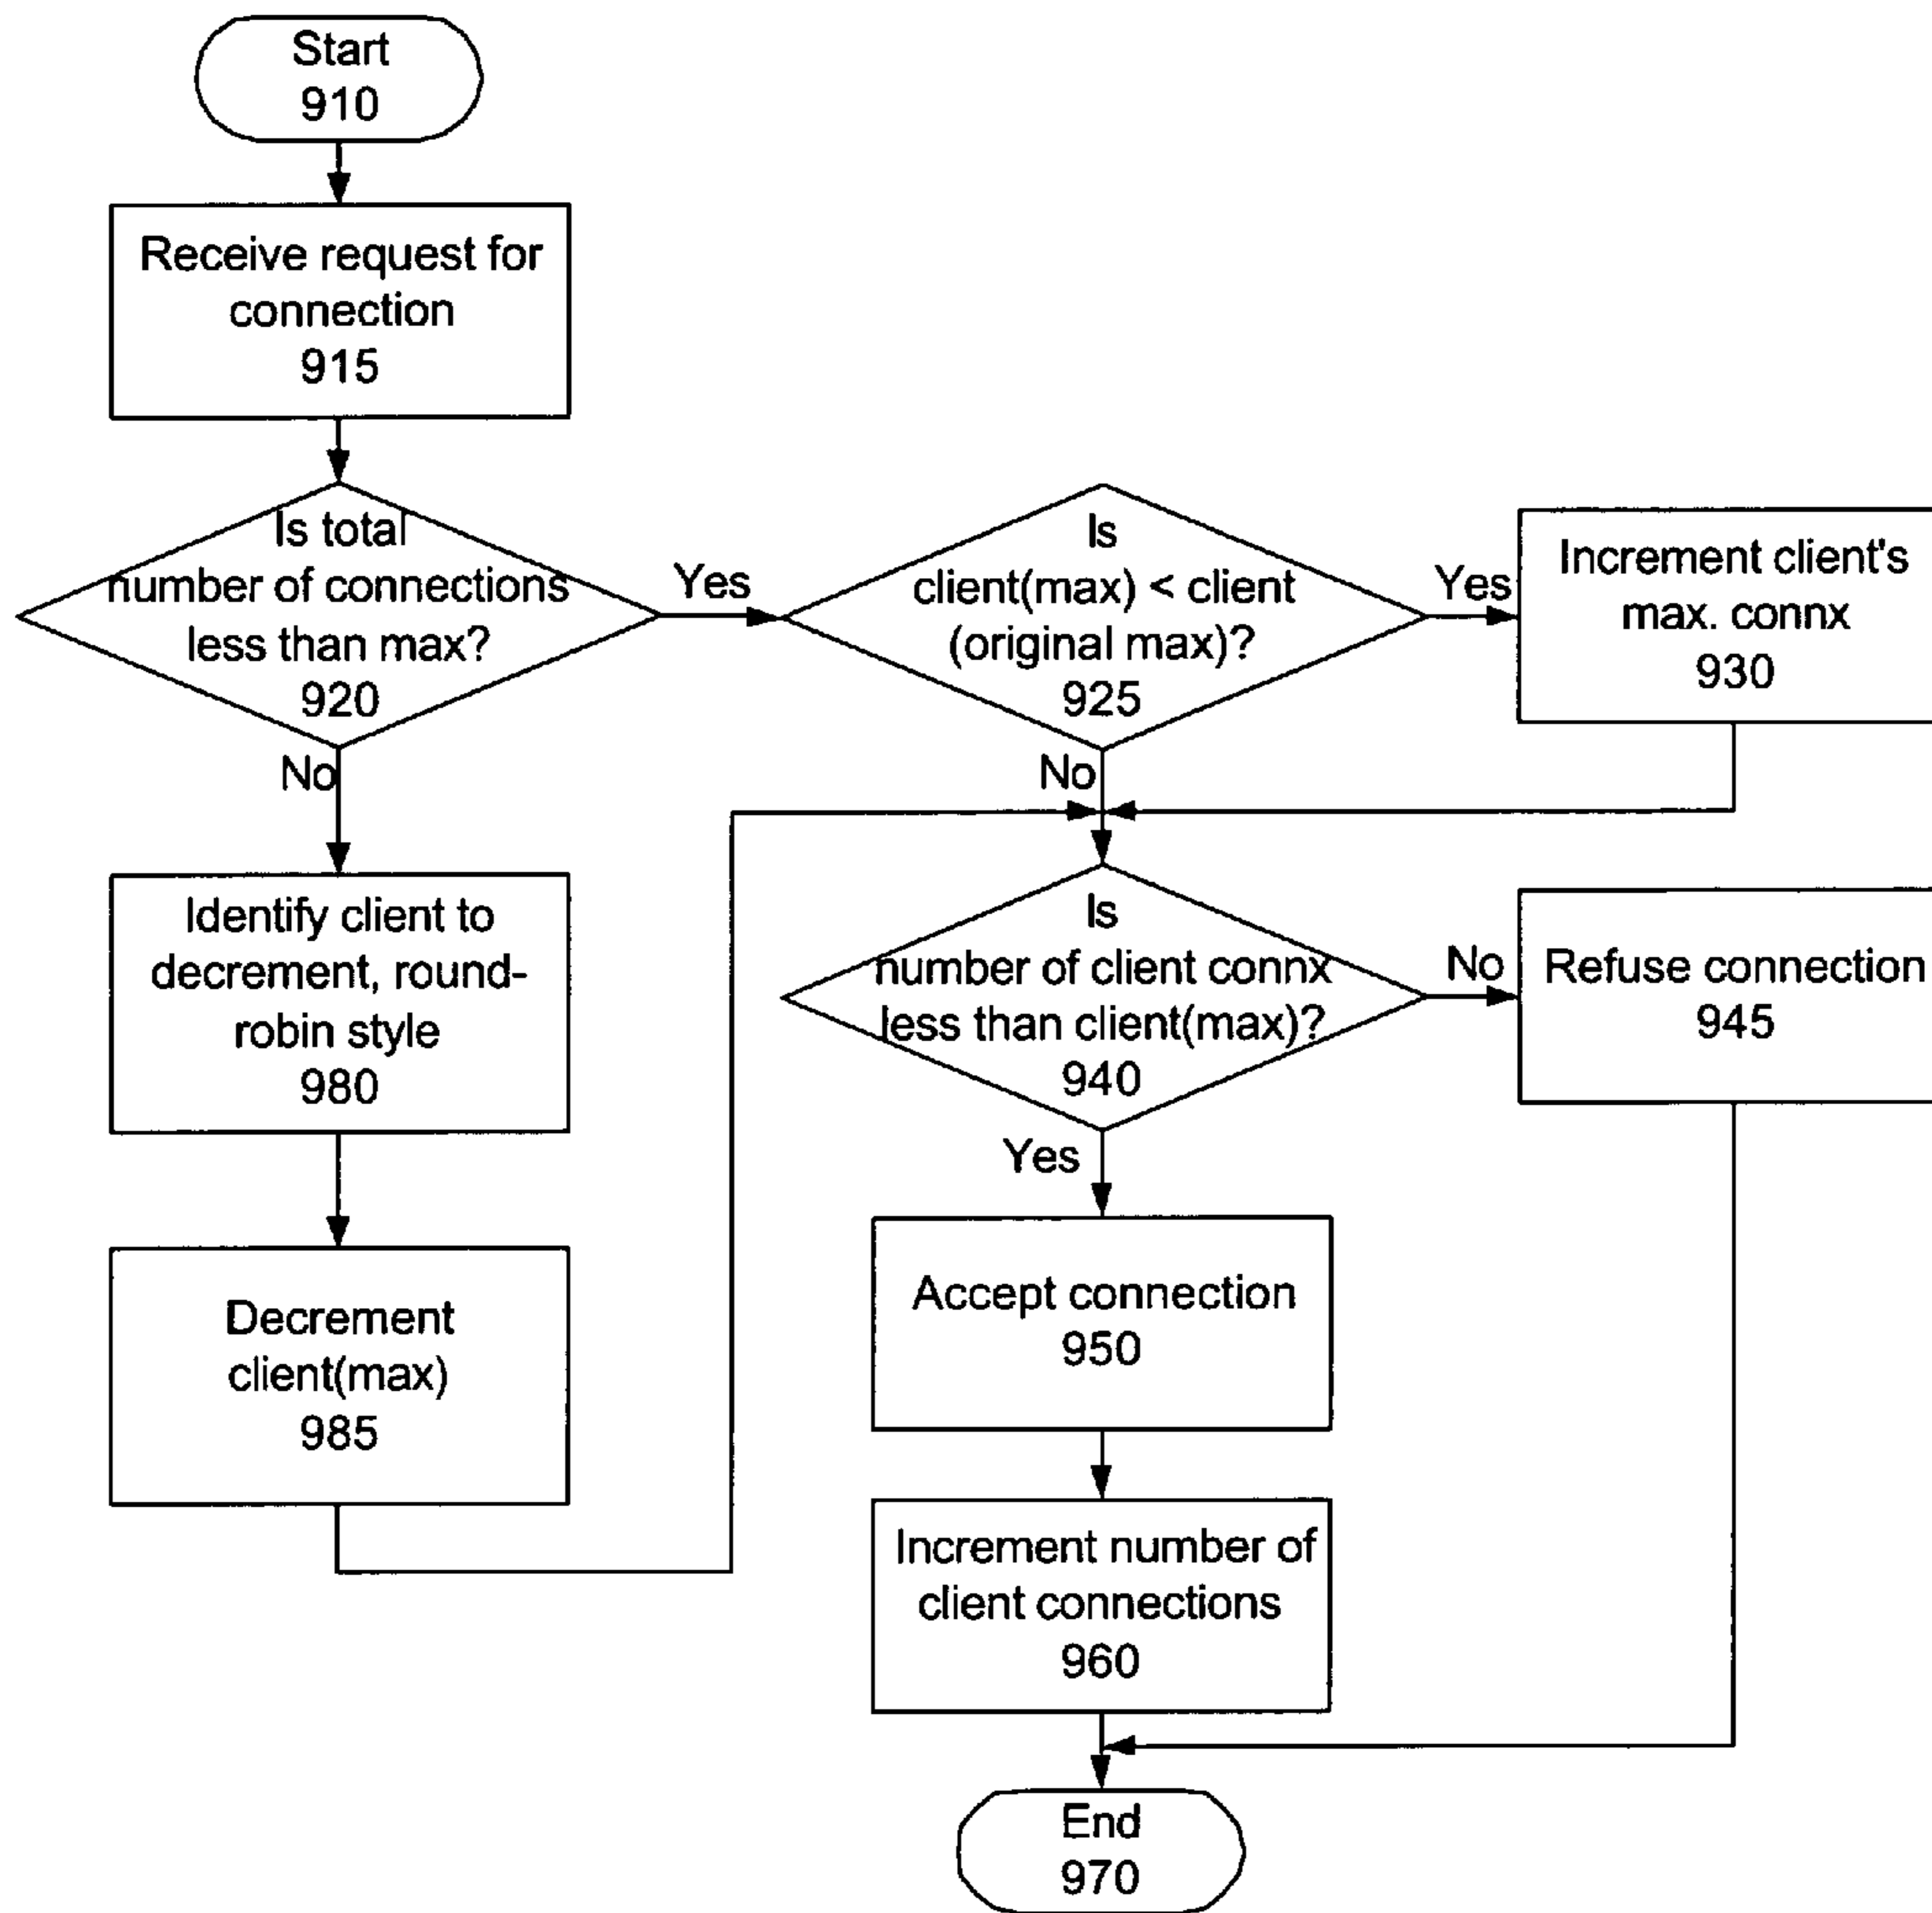 Start
910
Receive request for
connection
915
Is total
number of connections
less than max?
920
Yes
Is
client(max) < client
(original max)?
925
Yes
Increment client's
max. connx
930
No
No
Identify client to
decrement, round-
robin style
980
Is
number of client connx
less than client(max)?
940
No
Refuse connection
945
Yes
Decrement
client(max)
985
Accept connection
950
Increment number of
client connections
960
End
970